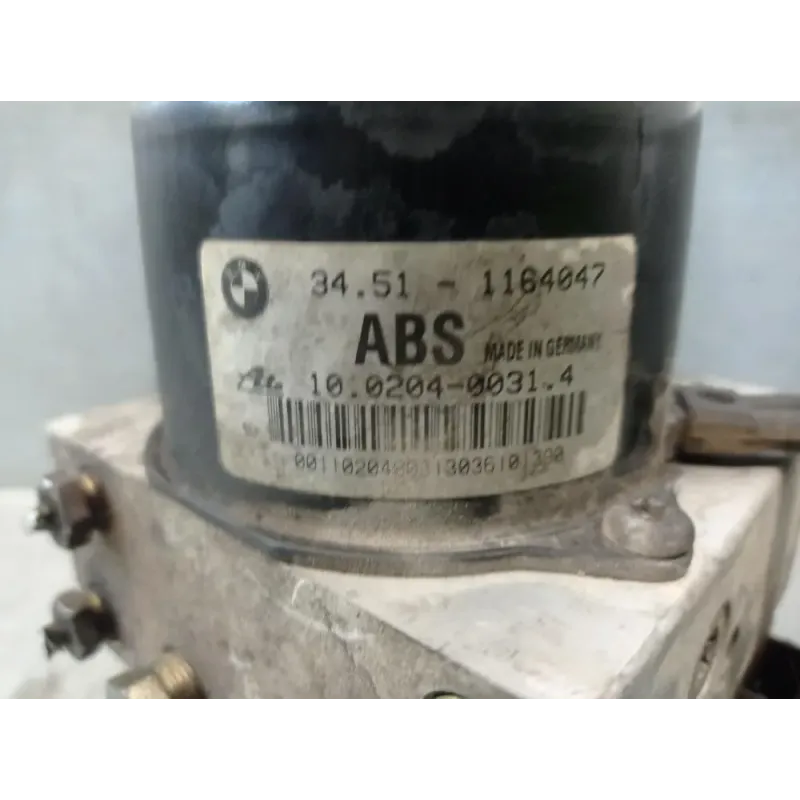 34.51 - 1164047
ABS MADE IN GERMANY
10.0204-0031.4